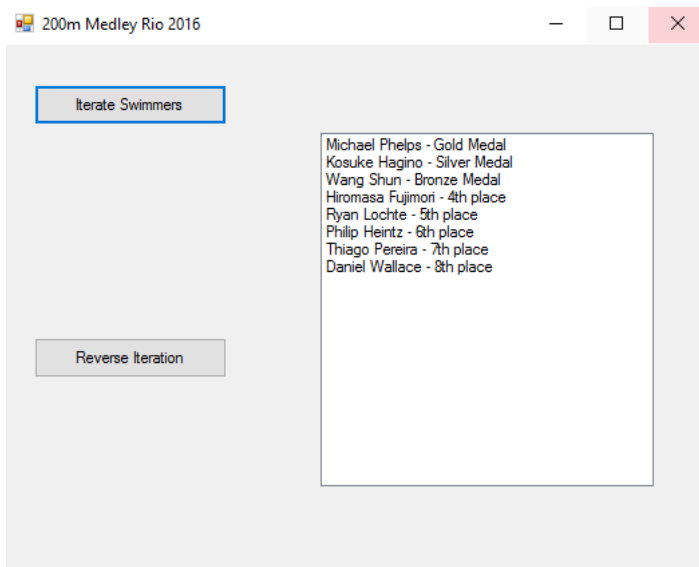 200m Medley Rio 2016
Iterate Swimmers
Michael Phelps - Gold Medal
Kosuke Hagino - Silver Medal
Wang Shun - Bronze Medal
Hiromasa Fujimori - 4th place
Ryan Lochte - 5th place
Philip Heintz - 6th place
Thiago Pereira - 7th place
Daniel Wallace - 8th place
Reverse Iteration